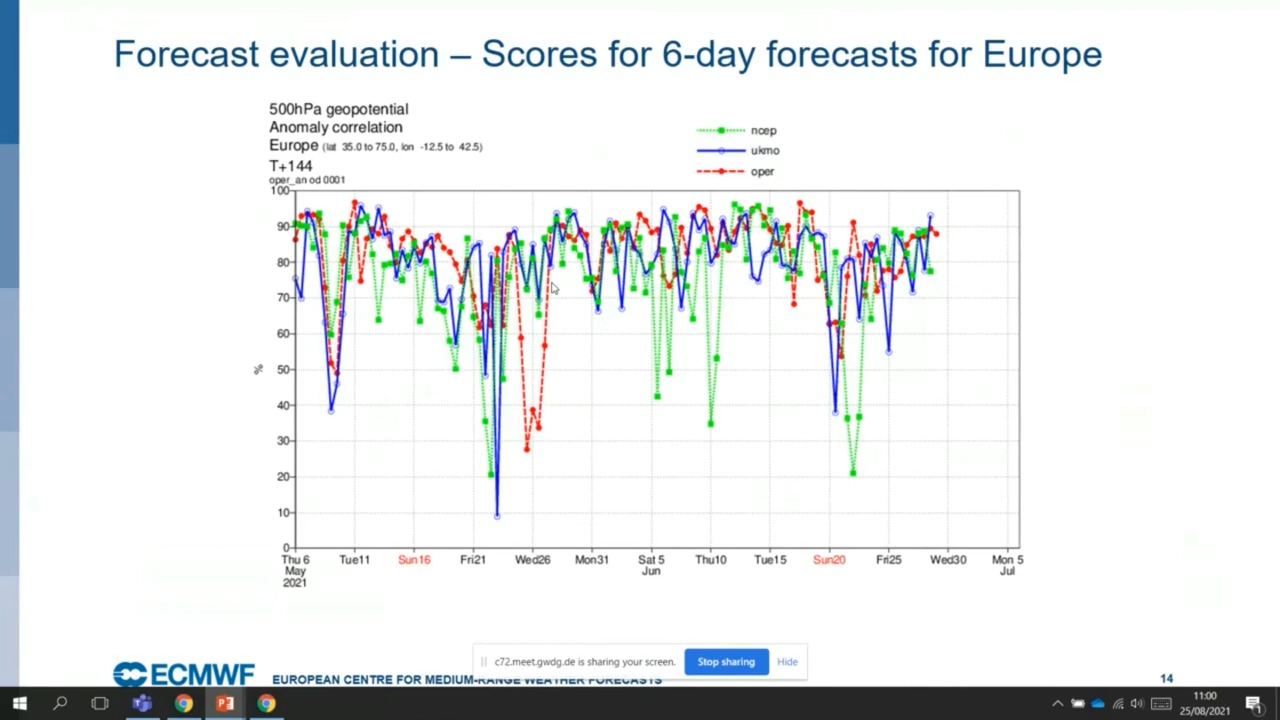 Forecast evaluation – Scores for 6-day forecasts for Europe
500hPa geopotential
Anomaly correlation
Europe (lat 35.0 to 75.0, lon -12.5 to 42.5)
T+144
oper_an od 0001
ncep
ukmo
oper
100
90
80
70
60
50
40
30
20
10
0
%
Thu 6 Tue11 Sun16 Fri21 Wed26 Mon31 Sat 5 Thu10 Tue15 Sun20 Fri25 Wed30 Mon 5
May Jun Jul
2021
c72.meet.gwdg.de is sharing your screen. Stop sharing Hide
ECMWF EUROPEAN CENTRE FOR MEDIUM-RANGE WEATHER FORECASTS 14
11:00
25/08/2021
1